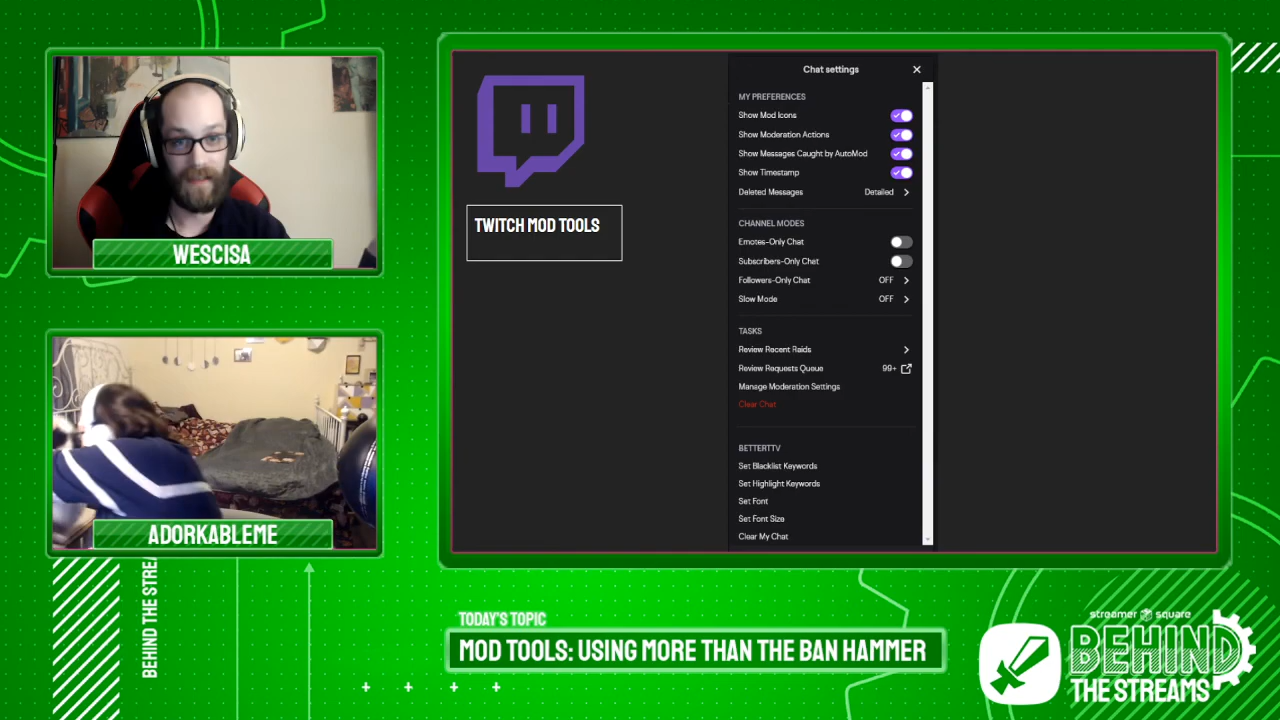 WESCISA
ADORKABLEME
BEHIND THE STREA
TWITCH MOD TOOLS
Chat settings
MY PREFERENCES
Show Mod Icons
Show Moderation Actions
Show Messages Caught by AutoMod
Show Timestamp
Deleted Messages Detailed
CHANNEL MODES
Emotes-Only Chat
Subscribers-Only Chat
Followers-Only Chat OFF
Slow Mode OFF
TASKS
Review Recent Raids
Review Requests Queue 99+
Manage Moderation Settings
Clear Chat
BETTERTTV
Set Blacklist Keywords
Set Highlight Keywords
Set Font
Set Font Size
Clear My Chat
TODAY'S TOPIC
MOD TOOLS: USING MORE THAN THE BAN HAMMER
streamer square
BEHIND
THE STREAMS